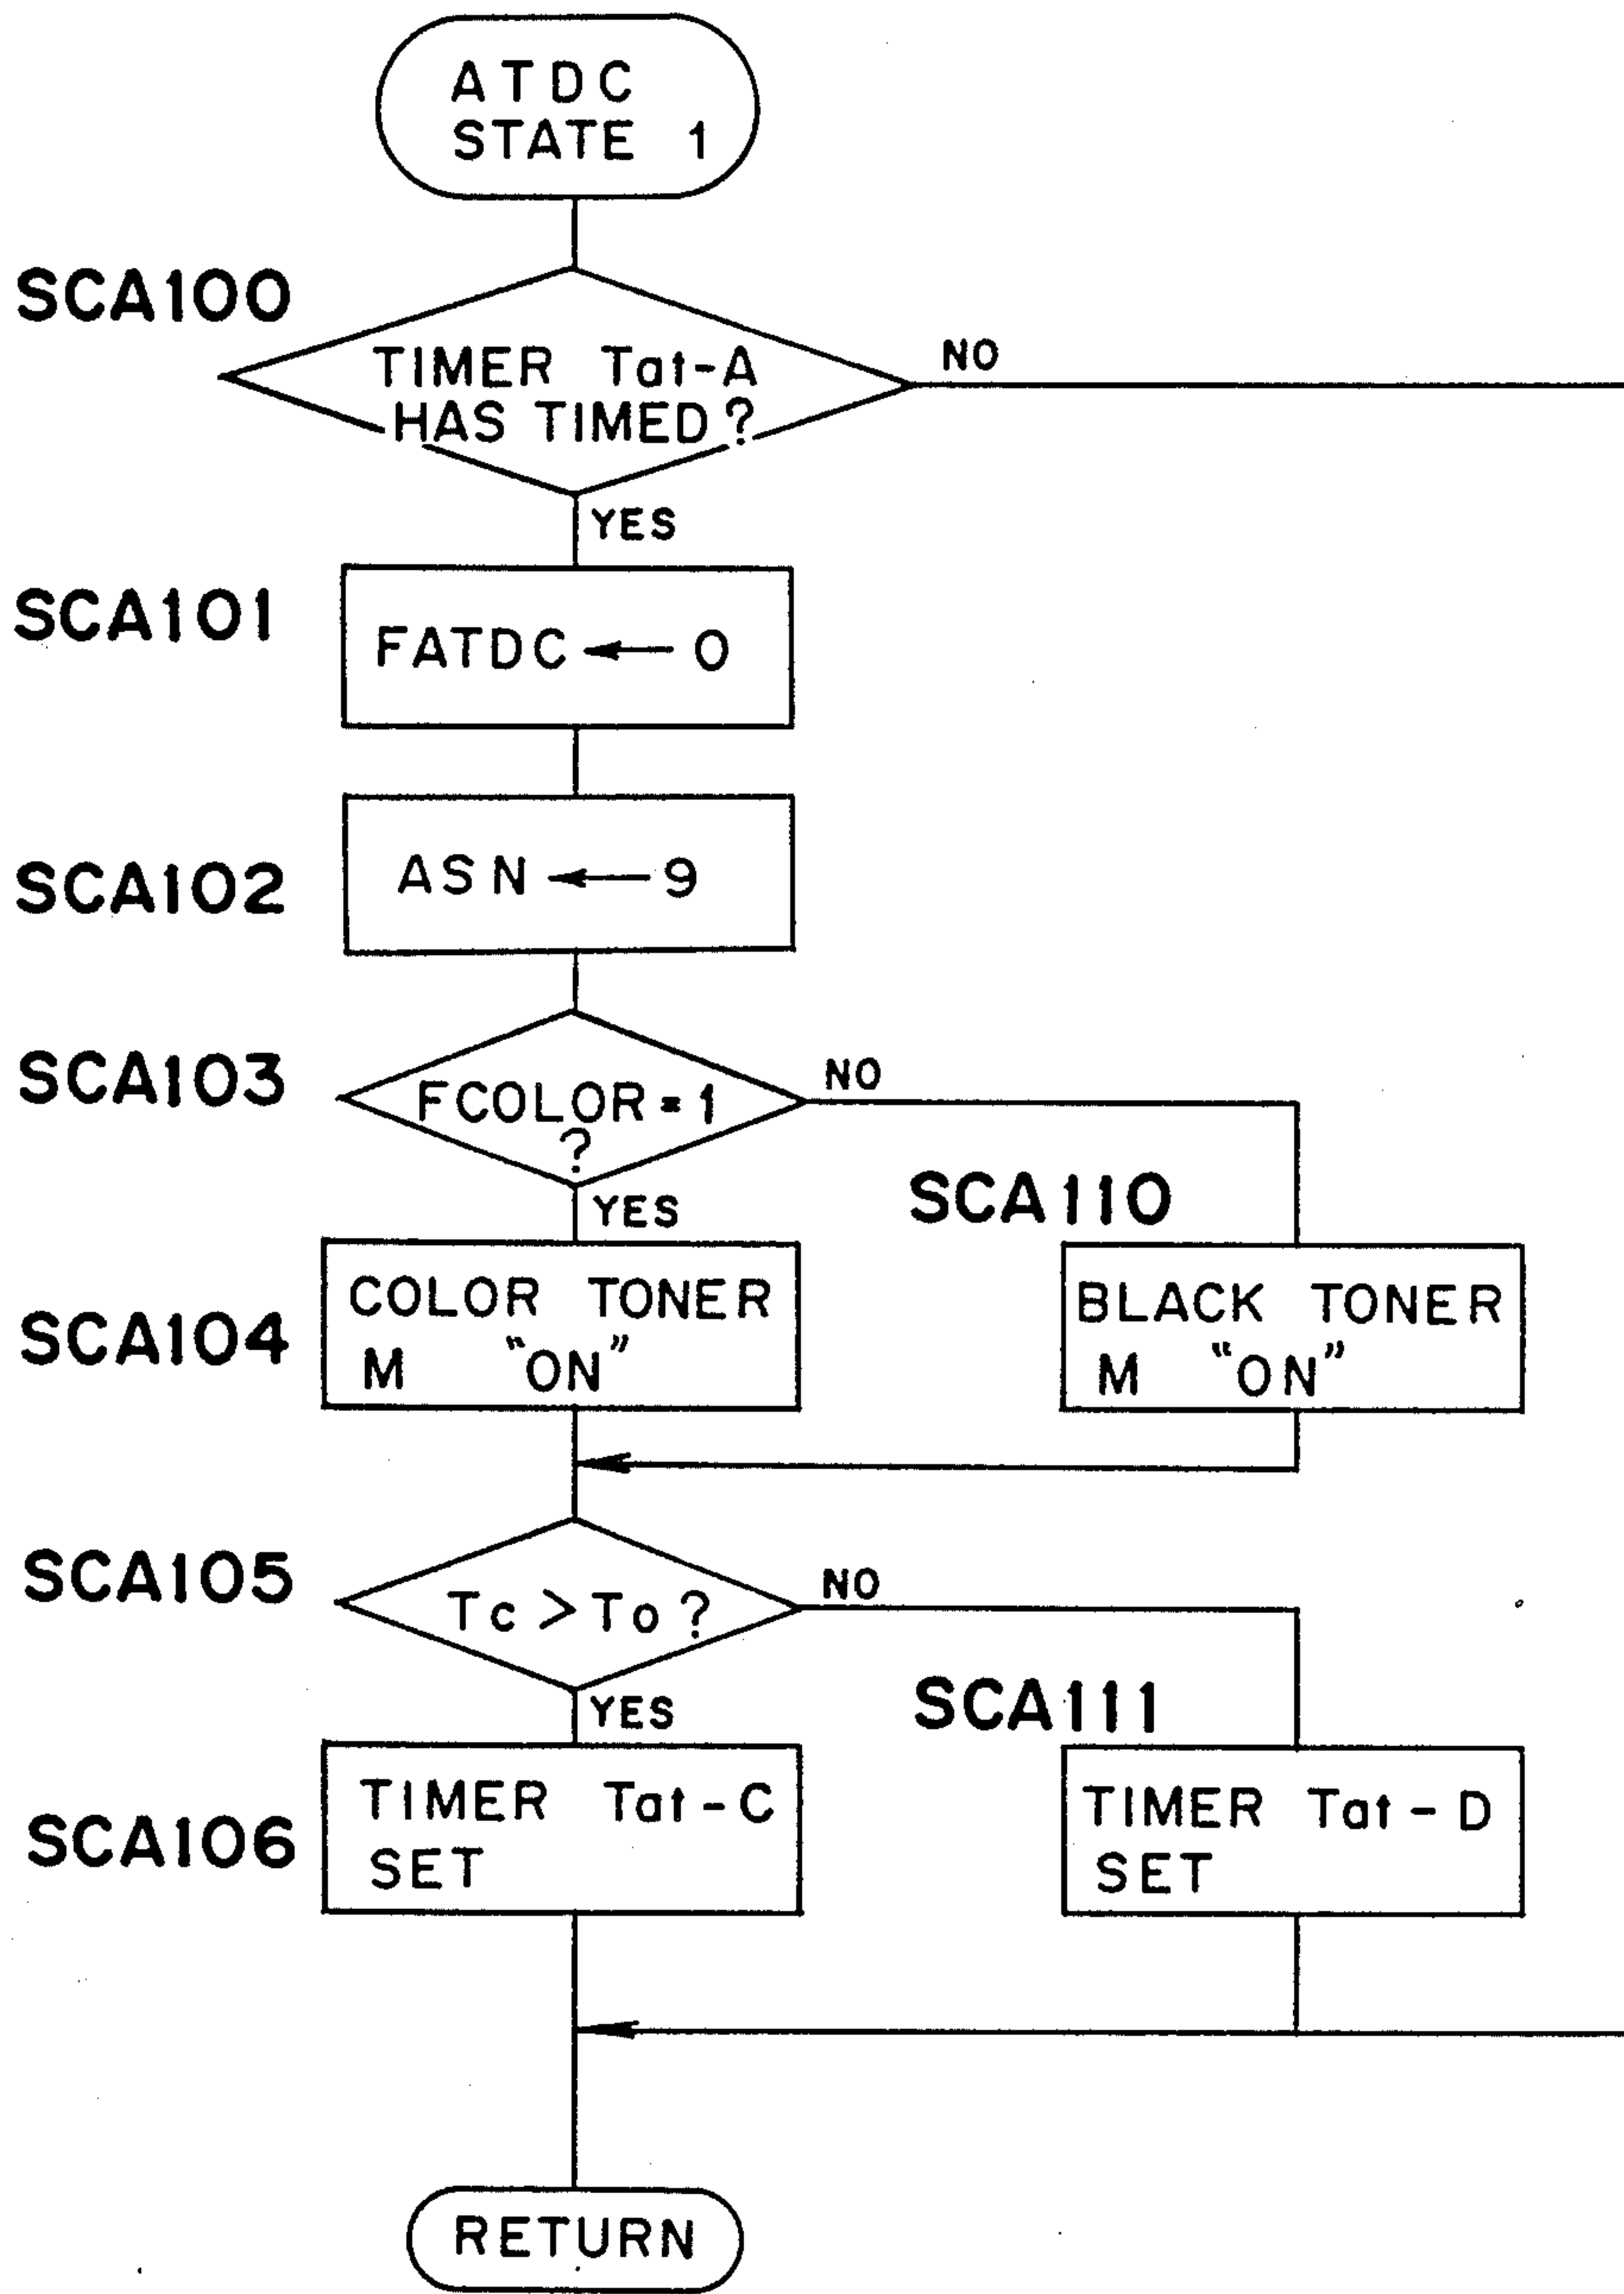 ATDC
STATE 1
SCA100
TIMER Tat-A
HAS TIMED?
NO
YES
SCA101
FATDC ← 0
SCA102
ASN ← 9
SCA103
FCOLOR = 1
?
NO
YES
SCA110
SCA104
COLOR TONER
M "ON"
BLACK TONER
M "ON"
SCA105
Tc > To ?
NO
YES
SCA111
SCA106
TIMER Tat-C
SET
TIMER Tat-D
SET
RETURN